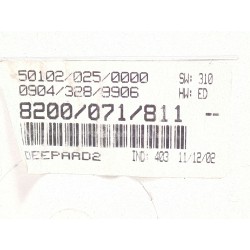 50102/025/0000 SW: 310
0904/328/9906 HW: ED
8200/071/811 --
DEEPAAD2 IND: 403 11/12/02